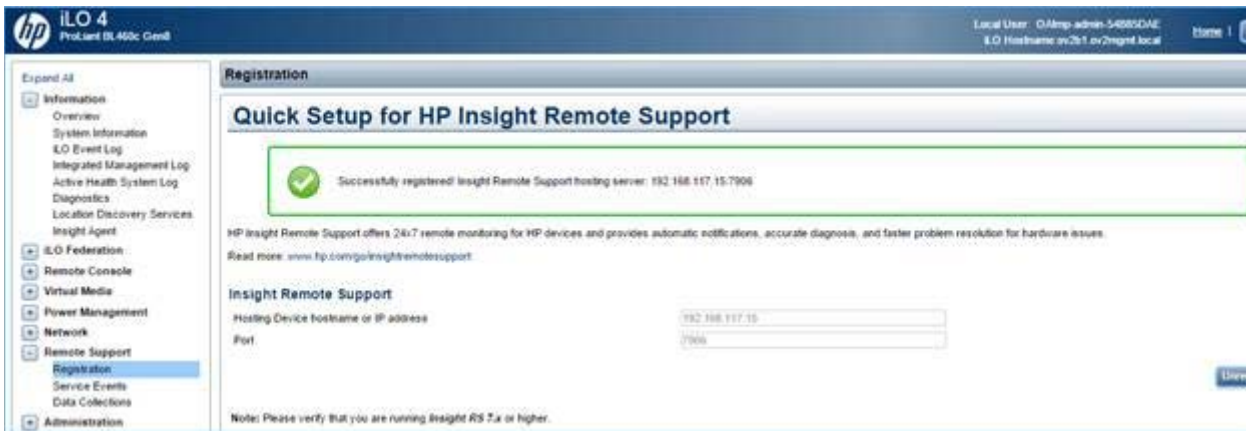 hp
iLO 4
ProLiant BL460c Gen8
Local User: OAtmp-admin-54885DAE
iLO Hostname:ov2b1.ov2mgmt.local
Home
Expand All
Information
Overview
System Information
iLO Event Log
Integrated Management Log
Active Health System Log
Diagnostics
Location Discovery Services
Insight Agent
iLO Federation
Remote Console
Virtual Media
Power Management
Network
Remote Support
Registration
Service Events
Data Collections
Administration
Registration
Quick Setup for HP Insight Remote Support
Successfully registered! Insight Remote Support hosting server: 192.168.117.15:7906
HP Insight Remote Support offers 24x7 remote monitoring for HP devices and provides automatic notifications, accurate diagnosis, and faster problem resolution for hardware issues.
Read more: www.hp.com/go/insightremotesupport
Insight Remote Support
Hosting Device hostname or IP address
192.168.117.15
Port
7906
Note: Please verify that you are running Insight RS 7.x or higher.